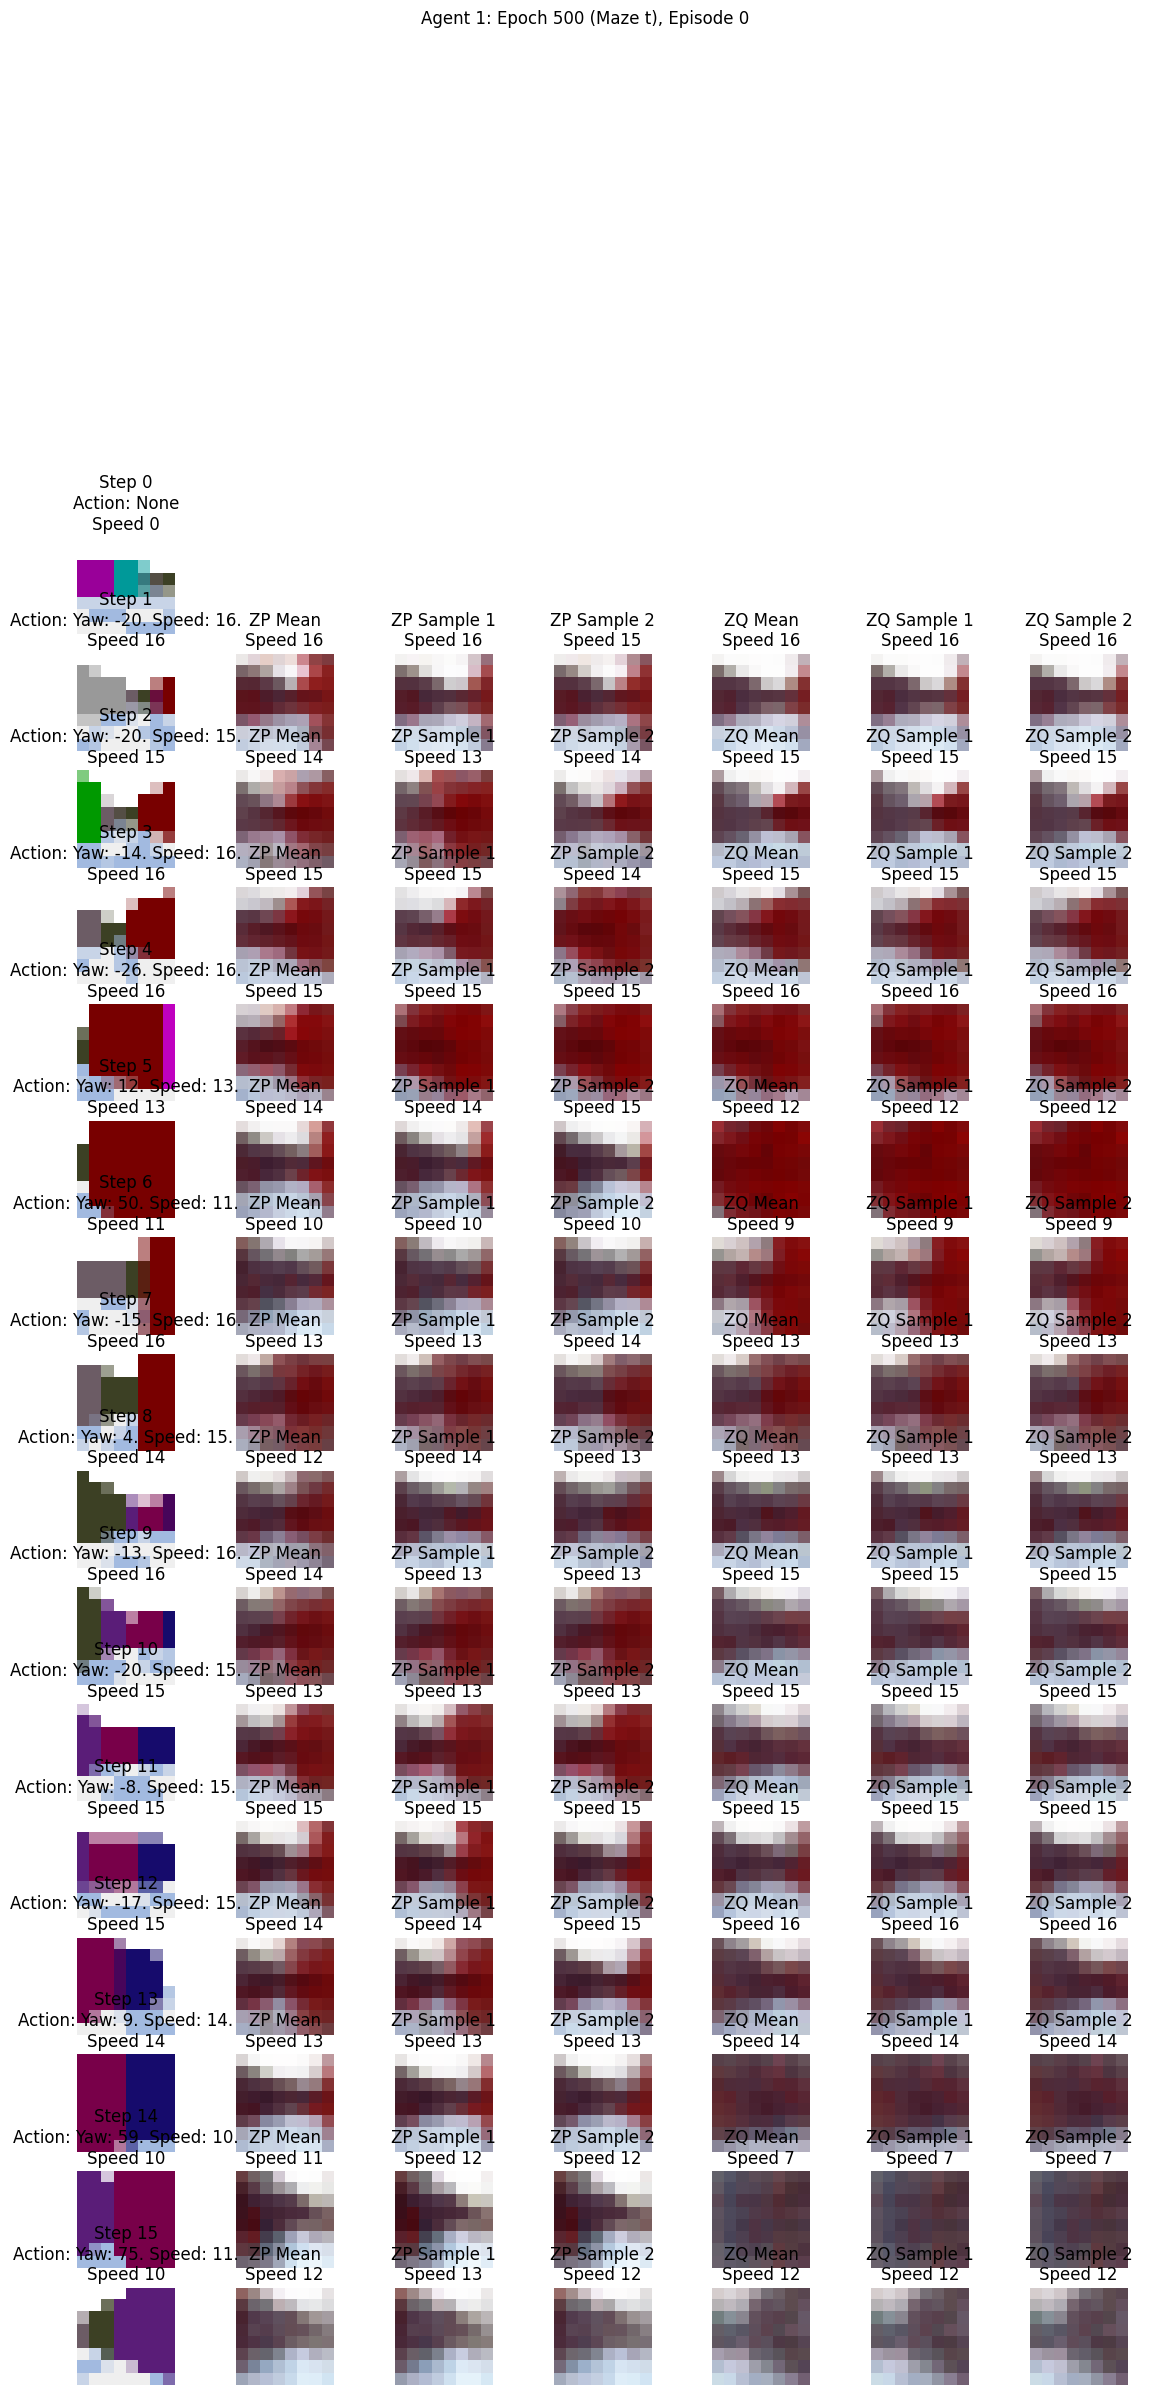 Agent 1: Epoch 500 (Maze t), Episode 0
Step 0
Action: None
Speed 0
Step 1
Action: Yaw: -20. Speed: 16.
Speed 16
ZP Mean
Speed 16
ZP Sample 1
Speed 16
ZP Sample 2
Speed 15
ZQ Mean
Speed 16
ZQ Sample 1
Speed 16
ZQ Sample 2
Speed 16
Step 2
Action: Yaw: -20. Speed: 15.
Speed 15
ZP Mean
Speed 14
ZP Sample 1
Speed 13
ZP Sample 2
Speed 14
ZQ Mean
Speed 15
ZQ Sample 1
Speed 15
ZQ Sample 2
Speed 15
Step 3
Action: Yaw: -14. Speed: 16.
Speed 16
ZP Mean
Speed 15
ZP Sample 1
Speed 15
ZP Sample 2
Speed 14
ZQ Mean
Speed 15
ZQ Sample 1
Speed 15
ZQ Sample 2
Speed 15
Step 4
Action: Yaw: -26. Speed: 16.
Speed 16
ZP Mean
Speed 15
ZP Sample 1
Speed 15
ZP Sample 2
Speed 15
ZQ Mean
Speed 16
ZQ Sample 1
Speed 16
ZQ Sample 2
Speed 16
Step 5
Action: Yaw: 12. Speed: 13.
Speed 13
ZP Mean
Speed 14
ZP Sample 1
Speed 14
ZP Sample 2
Speed 15
ZQ Mean
Speed 12
ZQ Sample 1
Speed 12
ZQ Sample 2
Speed 12
Step 6
Action: Yaw: 50. Speed: 11.
Speed 11
ZP Mean
Speed 10
ZP Sample 1
Speed 10
ZP Sample 2
Speed 10
ZQ Mean
Speed 9
ZQ Sample 1
Speed 9
ZQ Sample 2
Speed 9
Step 7
Action: Yaw: -15. Speed: 16.
Speed 16
ZP Mean
Speed 13
ZP Sample 1
Speed 13
ZP Sample 2
Speed 14
ZQ Mean
Speed 13
ZQ Sample 1
Speed 13
ZQ Sample 2
Speed 13
Step 8
Action: Yaw: 4. Speed: 15.
Speed 14
ZP Mean
Speed 12
ZP Sample 1
Speed 14
ZP Sample 2
Speed 13
ZQ Mean
Speed 13
ZQ Sample 1
Speed 13
ZQ Sample 2
Speed 13
Step 9
Action: Yaw: -13. Speed: 16.
Speed 16
ZP Mean
Speed 14
ZP Sample 1
Speed 13
ZP Sample 2
Speed 13
ZQ Mean
Speed 15
ZQ Sample 1
Speed 15
ZQ Sample 2
Speed 15
Step 10
Action: Yaw: -20. Speed: 15.
Speed 15
ZP Mean
Speed 13
ZP Sample 1
Speed 13
ZP Sample 2
Speed 13
ZQ Mean
Speed 15
ZQ Sample 1
Speed 15
ZQ Sample 2
Speed 15
Step 11
Action: Yaw: -8. Speed: 15.
Speed 15
ZP Mean
Speed 15
ZP Sample 1
Speed 15
ZP Sample 2
Speed 15
ZQ Mean
Speed 15
ZQ Sample 1
Speed 15
ZQ Sample 2
Speed 15
Step 12
Action: Yaw: -17. Speed: 15.
Speed 15
ZP Mean
Speed 14
ZP Sample 1
Speed 14
ZP Sample 2
Speed 15
ZQ Mean
Speed 16
ZQ Sample 1
Speed 16
ZQ Sample 2
Speed 16
Step 13
Action: Yaw: 9. Speed: 14.
Speed 14
ZP Mean
Speed 13
ZP Sample 1
Speed 13
ZP Sample 2
Speed 13
ZQ Mean
Speed 14
ZQ Sample 1
Speed 14
ZQ Sample 2
Speed 14
Step 14
Action: Yaw: 59. Speed: 10.
Speed 10
ZP Mean
Speed 11
ZP Sample 1
Speed 12
ZP Sample 2
Speed 12
ZQ Mean
Speed 7
ZQ Sample 1
Speed 7
ZQ Sample 2
Speed 7
Step 15
Action: Yaw: 75. Speed: 11.
Speed 10
ZP Mean
Speed 12
ZP Sample 1
Speed 13
ZP Sample 2
Speed 12
ZQ Mean
Speed 12
ZQ Sample 1
Speed 12
ZQ Sample 2
Speed 12